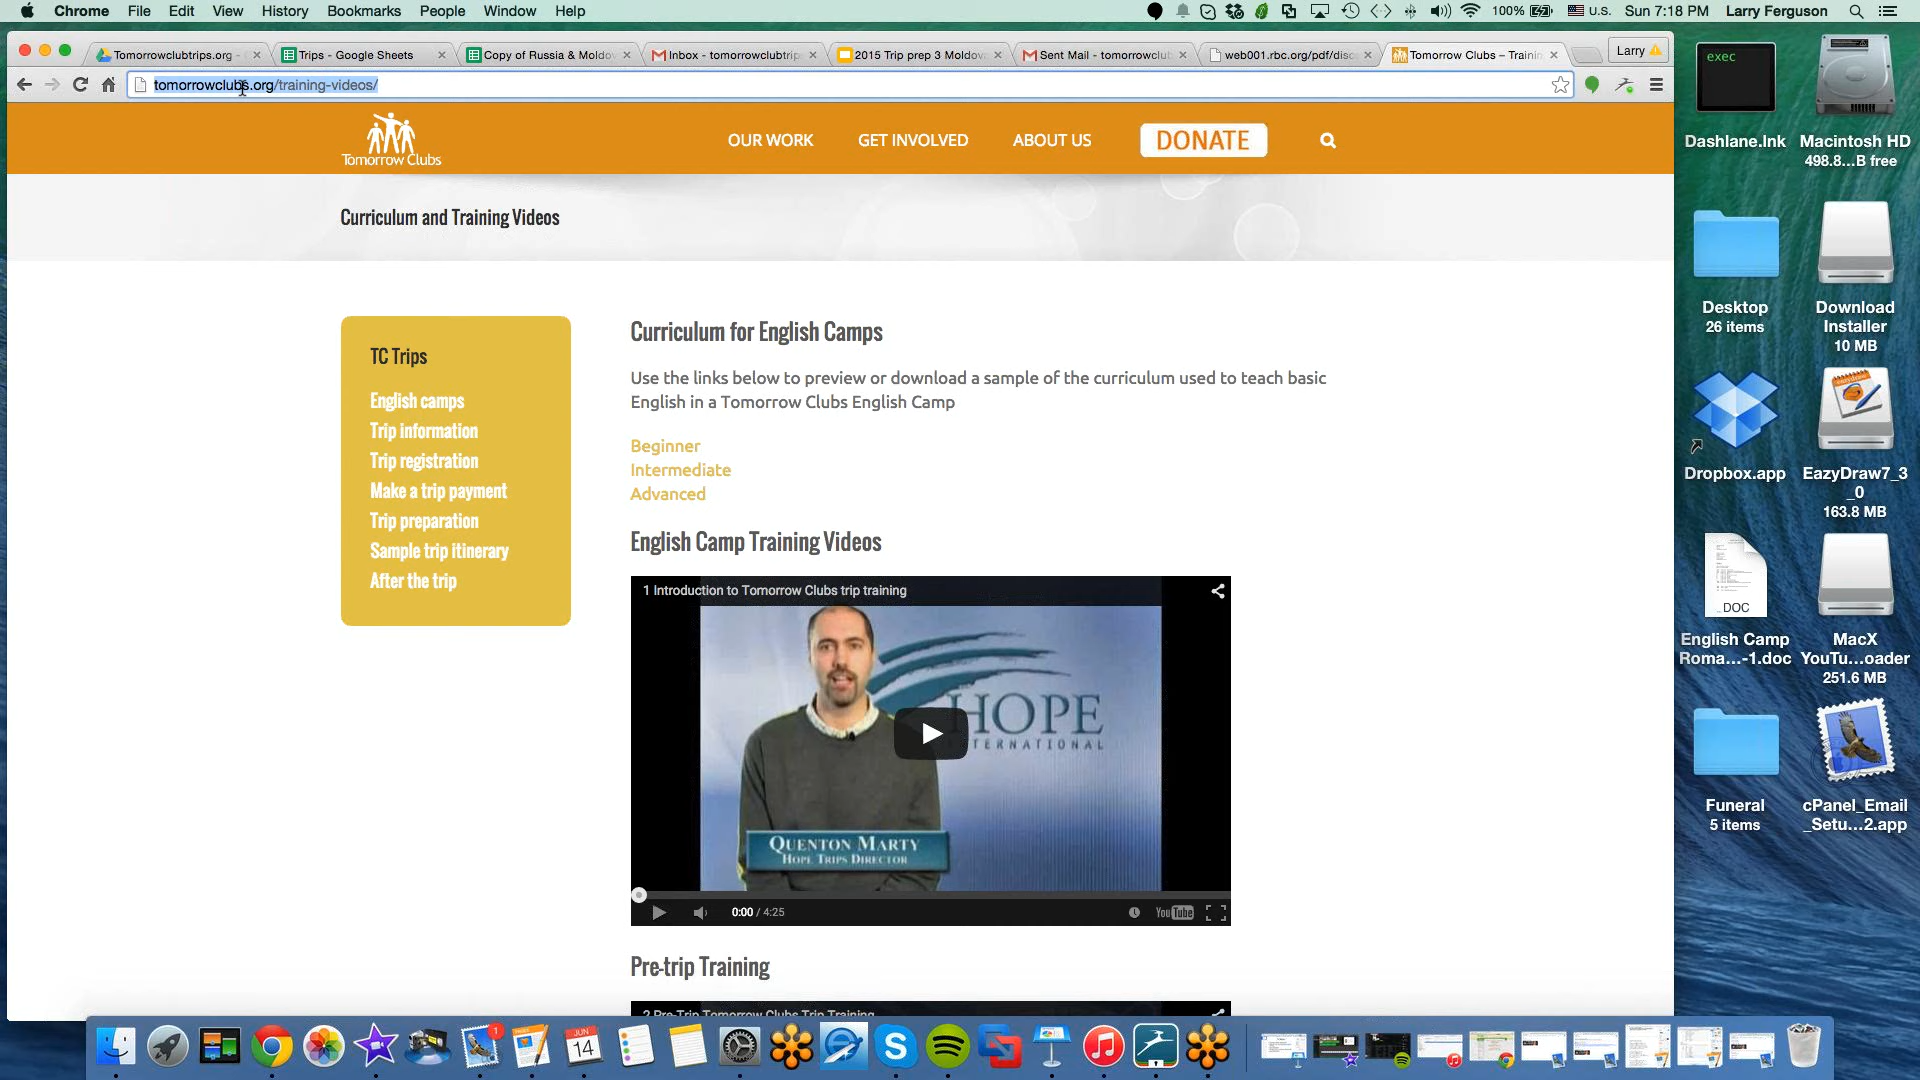 Chrome File Edit View History Bookmarks People Window Help 100% U.S. Sun 7:18 PM Larry Ferguson
Tomorrowclubtrips.org - Trips - Google Sheets Copy of Russia & Moldov Inbox - tomorrowclubtrip 2015 Trip prep 3 Moldov Sent Mail - tomorrowclub web001.rbc.org/pdf/disc Tomorrow Clubs – Trainin Larry
tomorrowclubs.org/training-videos/
Tomorrow Clubs
OUR WORK GET INVOLVED ABOUT US DONATE
Curriculum and Training Videos
TC Trips
English camps
Trip information
Trip registration
Make a trip payment
Trip preparation
Sample trip itinerary
After the trip
Curriculum for English Camps
Use the links below to preview or download a sample of the curriculum used to teach basic
English in a Tomorrow Clubs English Camp
Beginner
Intermediate
Advanced
English Camp Training Videos
1 Introduction to Tomorrow Clubs trip training
HOPE
INTERNATIONAL
QUENTON MARTY
HOPE TRIPS DIRECTOR
0:00 / 4:25
YouTube
Pre-trip Training
2 Pre-Trip Tomorrow Clubs Trip Training
exec
Dashlane.lnk
Macintosh HD
498.8...B free
Desktop
26 items
Download
Installer
10 MB
Dropbox.app
EazyDraw7_3
_0
163.8 MB
DOC
English Camp
Roma...-1.doc
MacX
YouTu...oader
251.6 MB
Funeral
5 items
cPanel_Email
_Setu...2.app
1
JUN
14